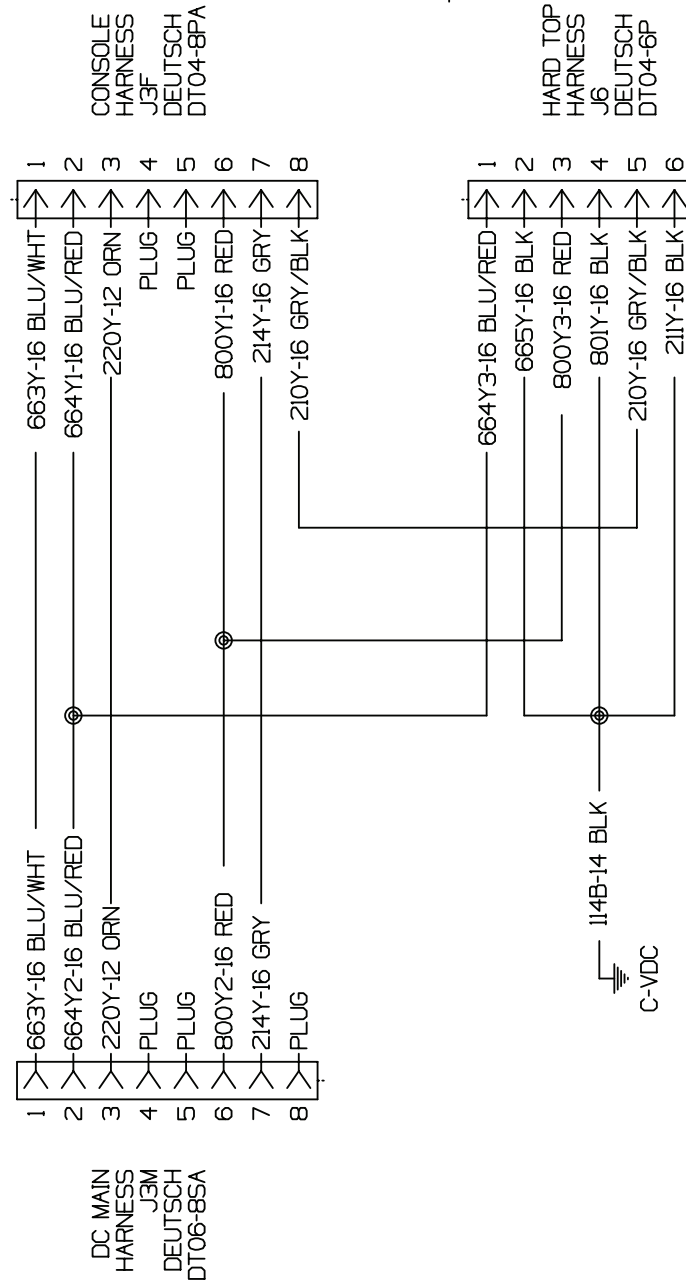 DC MAIN
HARNESS
J3M
DEUTSCH
DT06-8SA
1
2
3
4
5
6
7
8
663Y-16 BLU/WHT
664Y2-16 BLU/RED
220Y-12 ORN
PLUG
PLUG
800Y2-16 RED
214Y-16 GRY
PLUG
663Y-16 BLU/WHT
664Y1-16 BLU/RED
220Y-12 ORN
PLUG
PLUG
800Y1-16 RED
214Y-16 GRY
210Y-16 GRY/BLK
1
2
3
4
5
6
7
8
CONSOLE
HARNESS
J3F
DEUTSCH
DT04-8PA
C-VDC
114B-14 BLK
664Y3-16 BLU/RED
665Y-16 BLK
800Y3-16 RED
801Y-16 BLK
210Y-16 GRY/BLK
211Y-16 BLK
1
2
3
4
5
6
HARD TOP
HARNESS
J6
DEUTSCH
DT04-6P